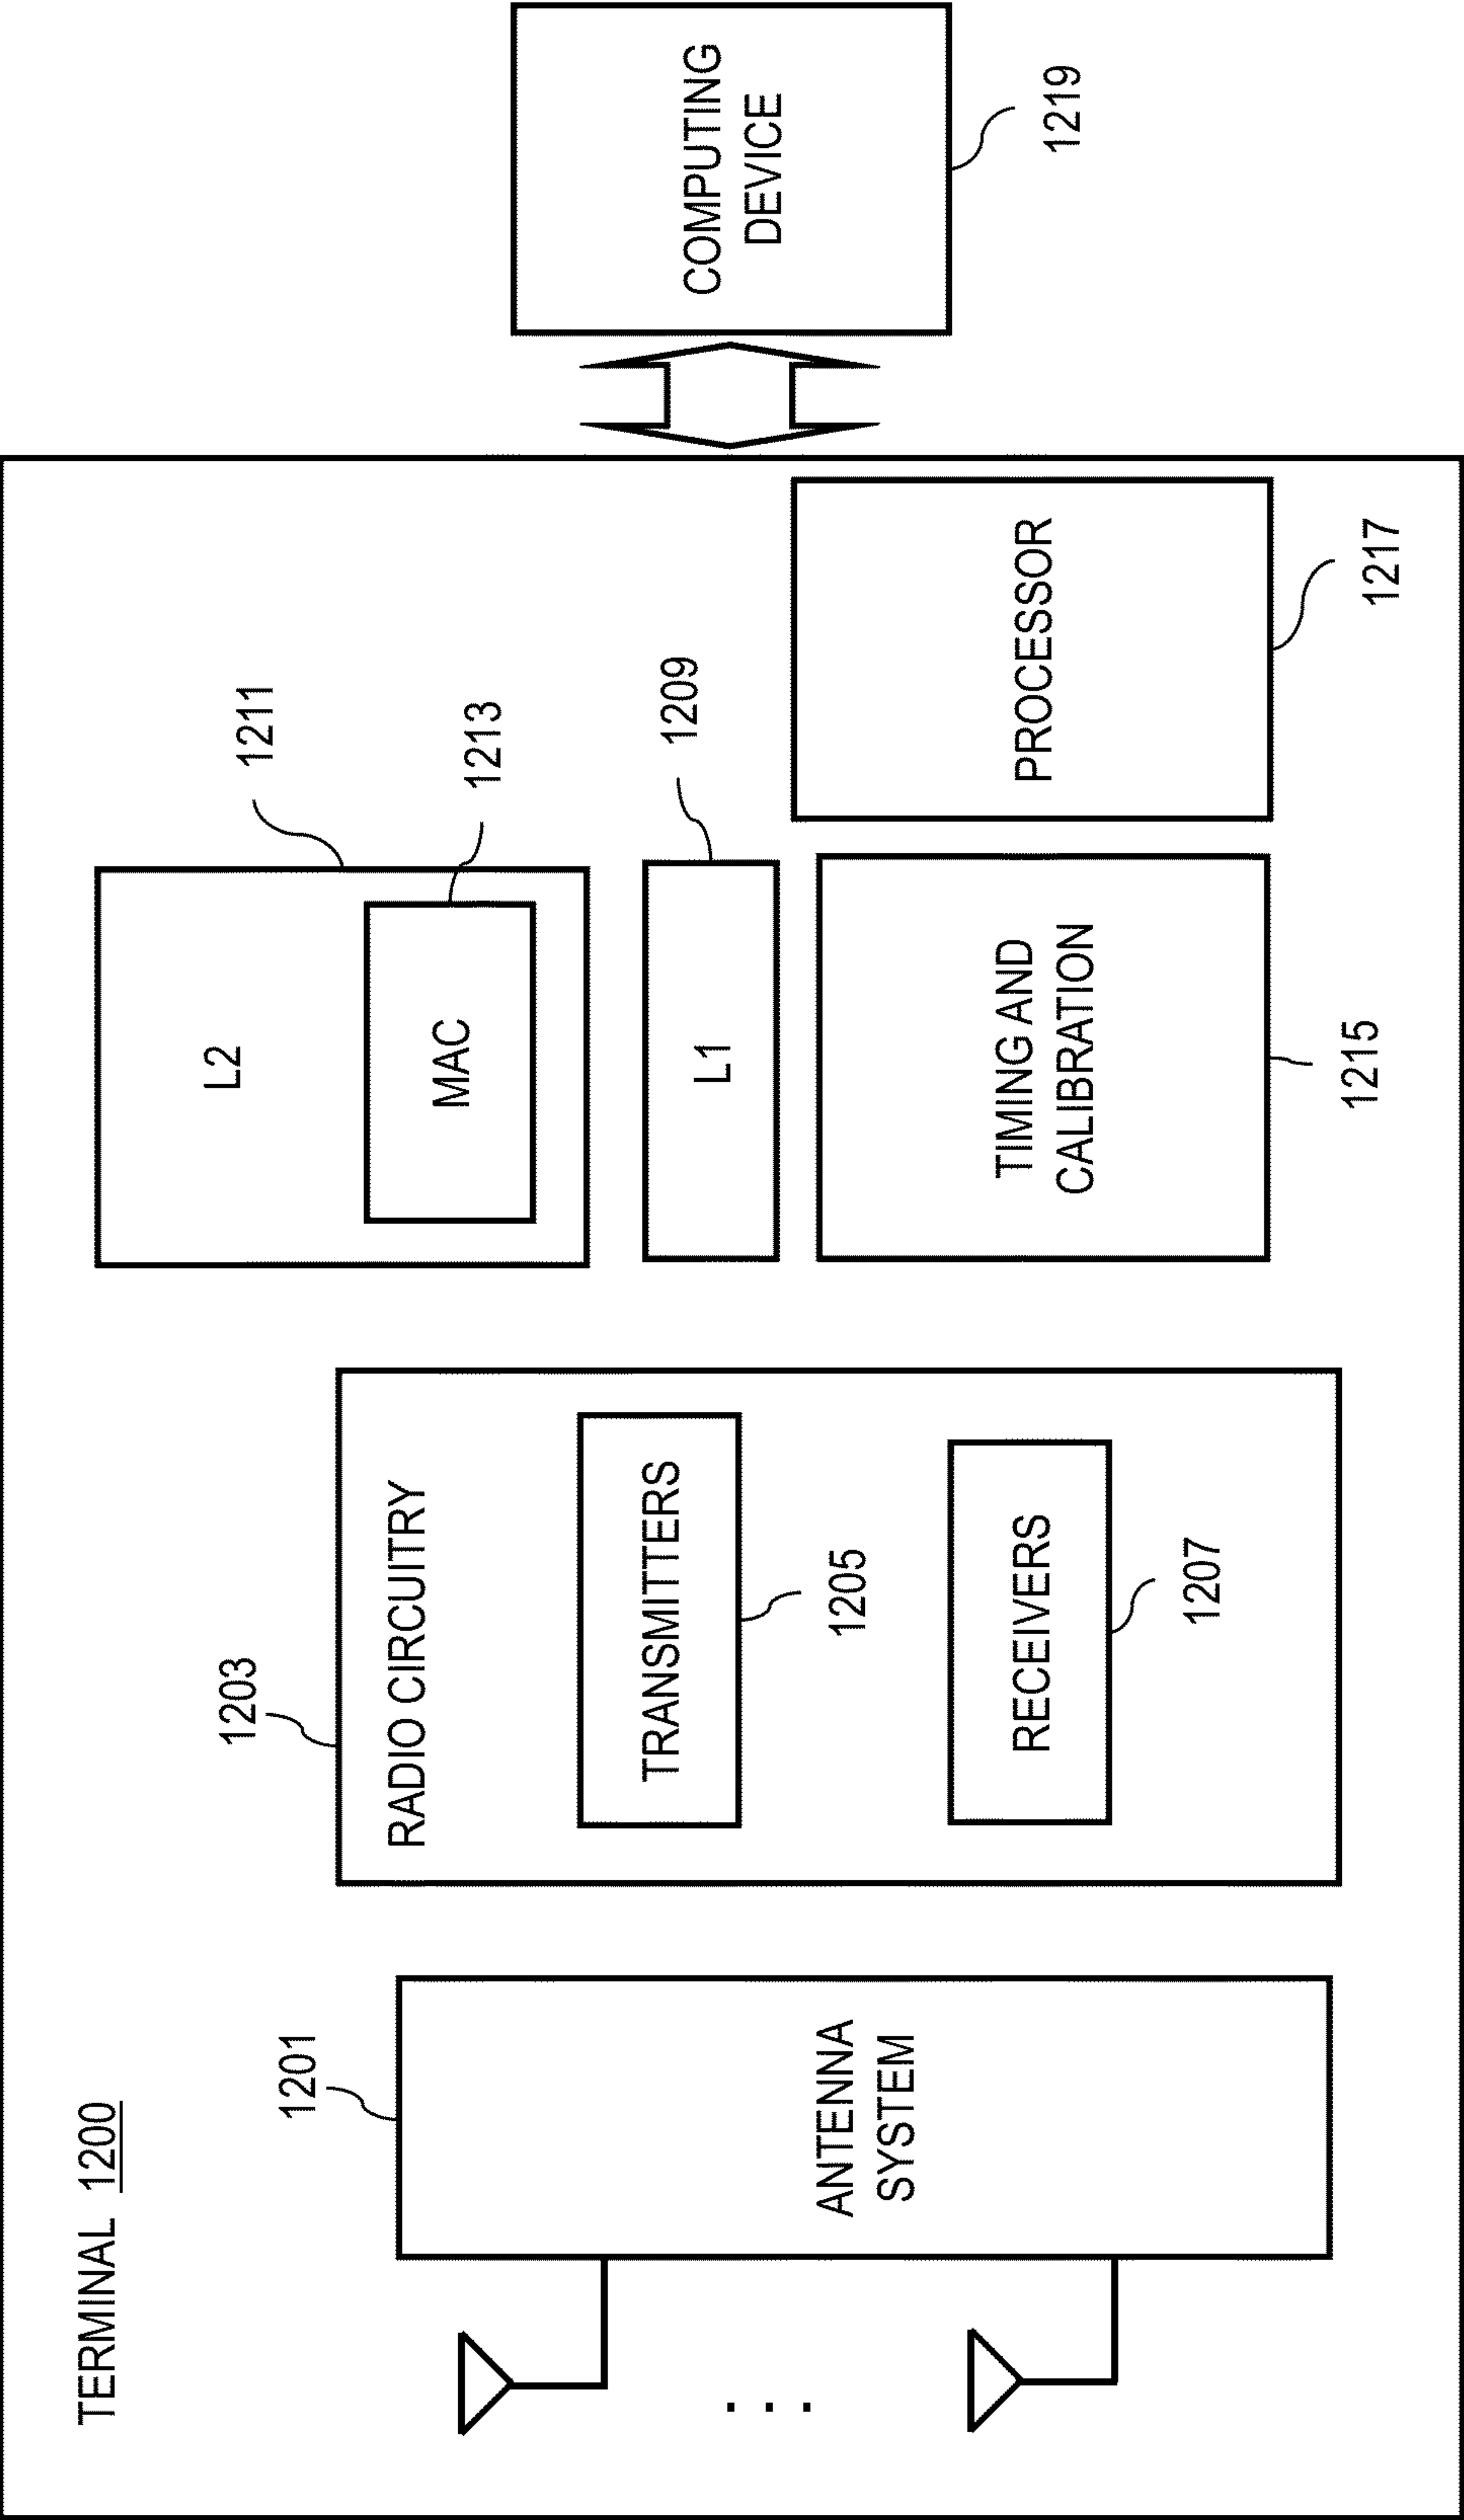 TERMINAL 1200
1201
ANTENNA
SYSTEM
1203
RADIO CIRCUITRY
TRANSMITTERS
1205
RECEIVERS
1207
1211
L2
1213
MAC
1209
L1
TIMING AND
CALIBRATION
1215
PROCESSOR
1217
COMPUTING
DEVICE
1219